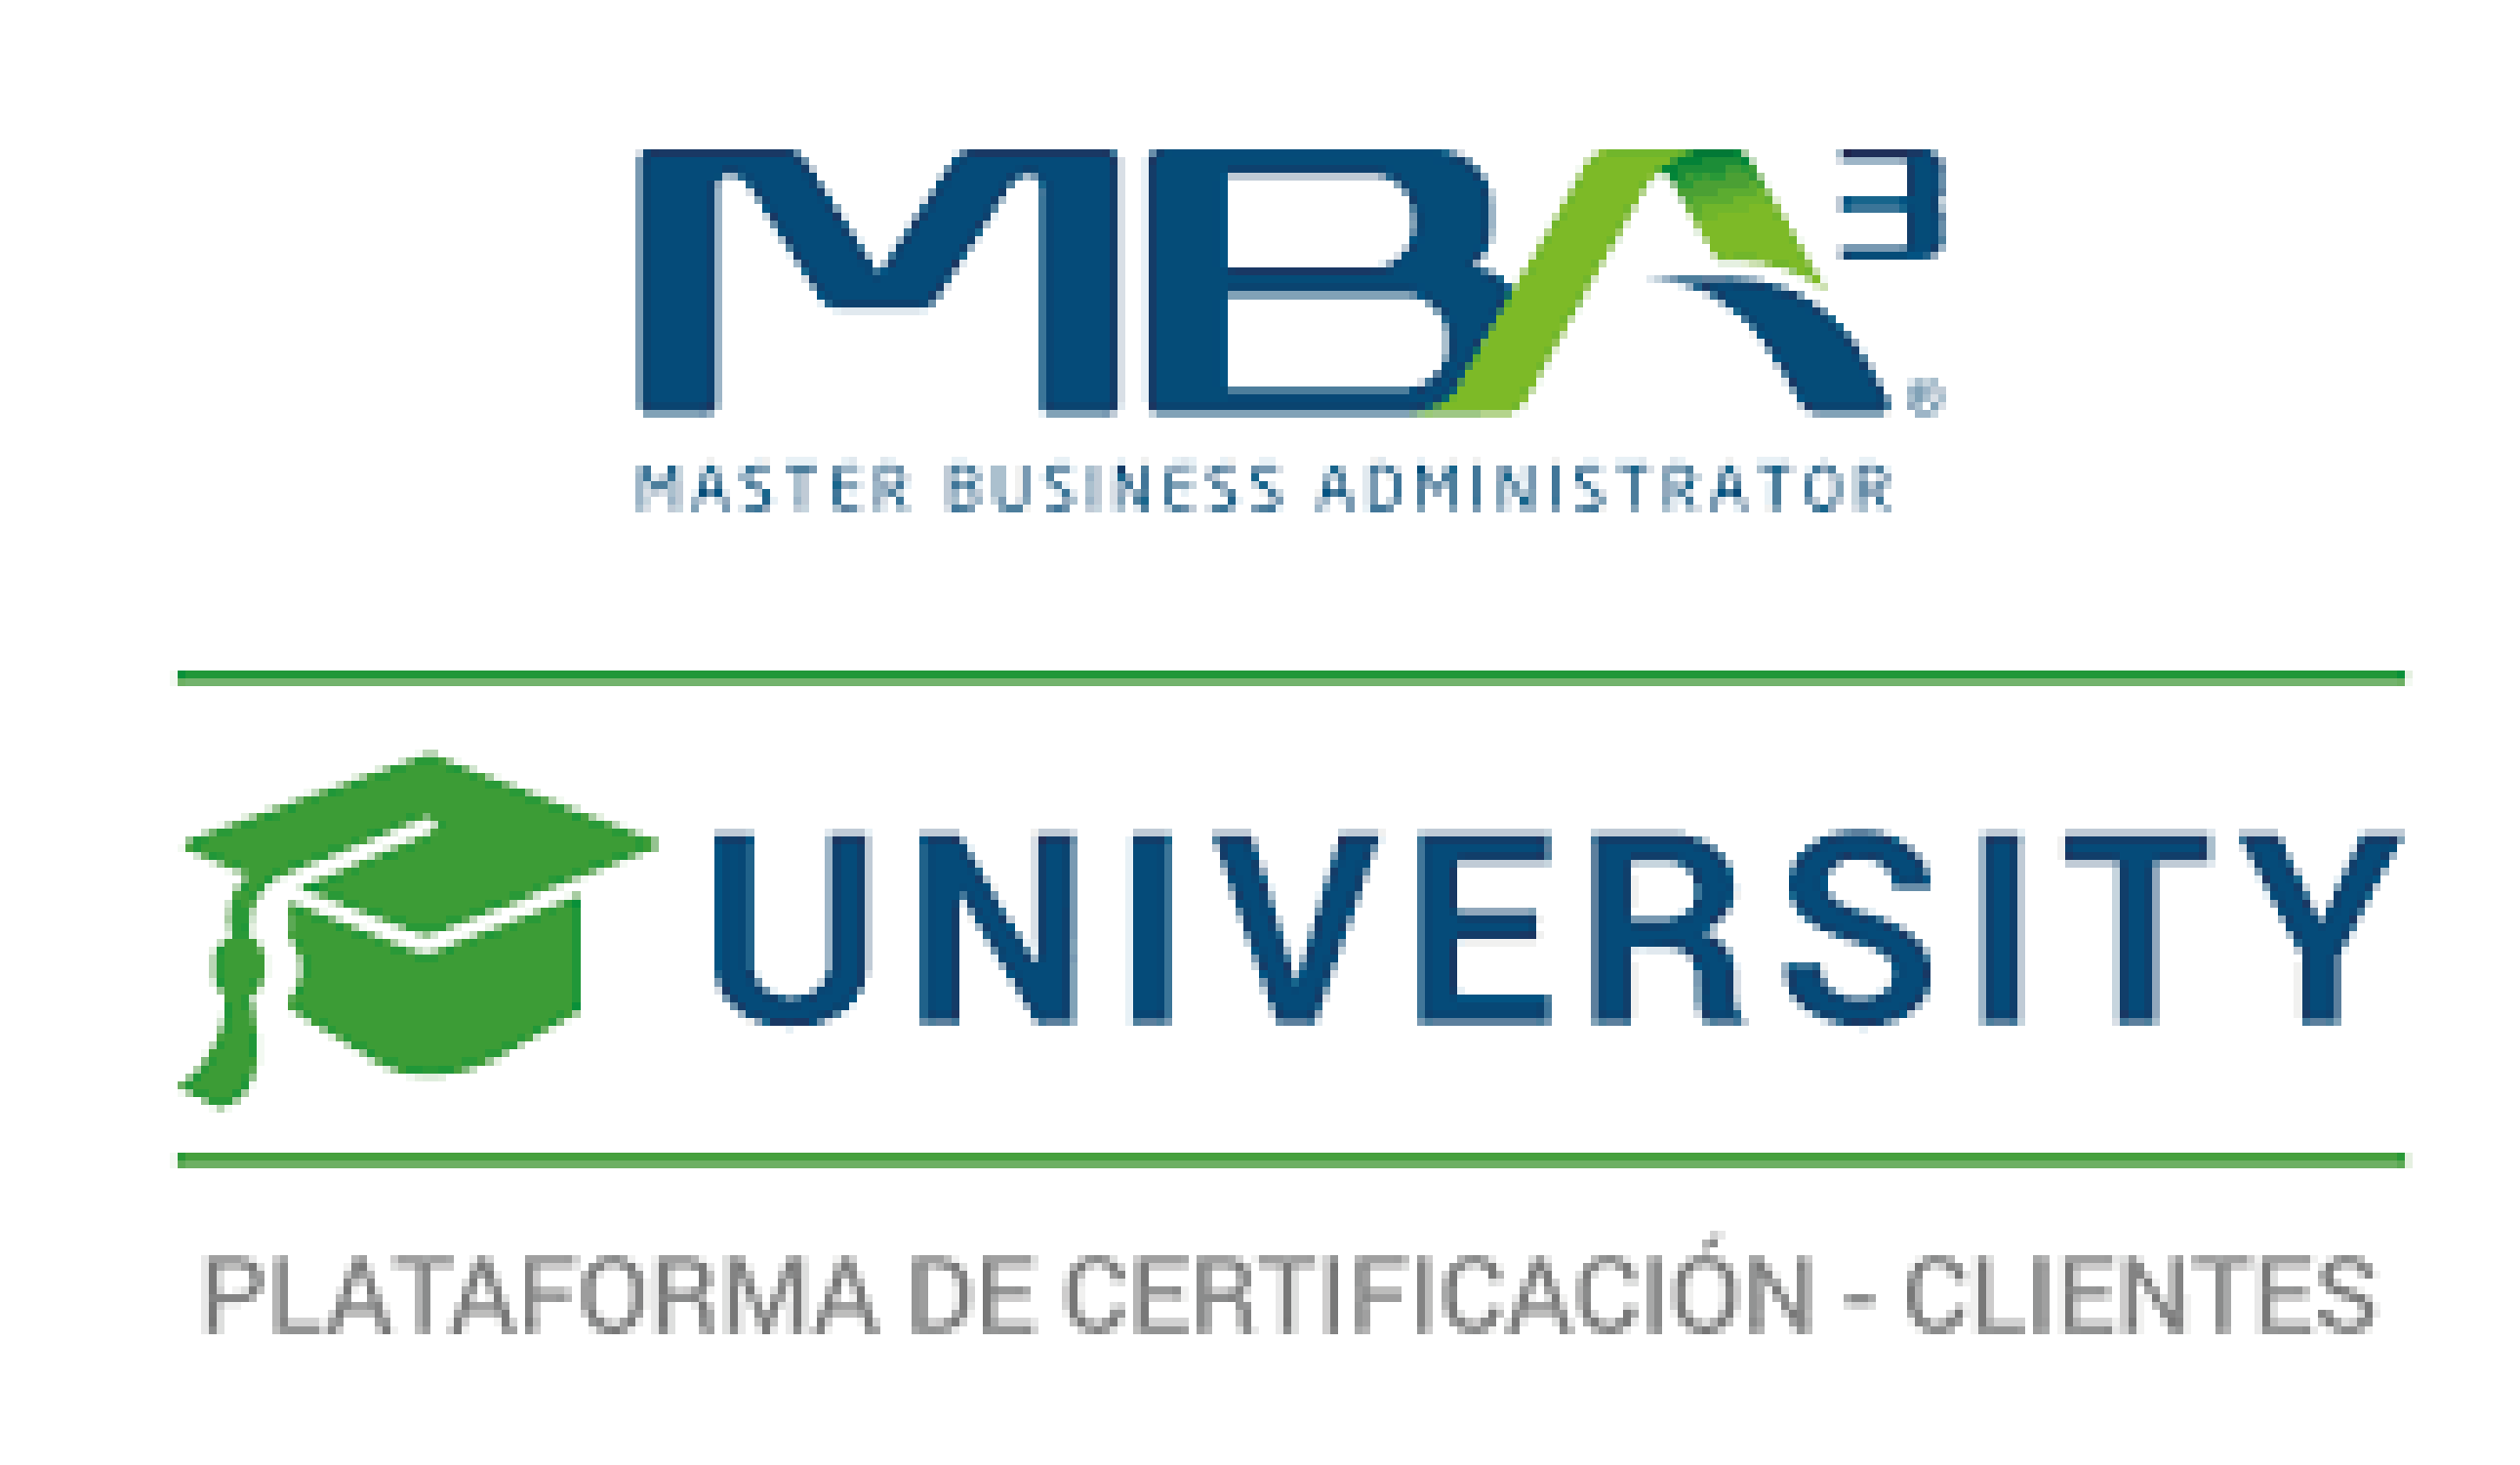 MBA³®
MASTER BUSINESS ADMINISTRATOR
UNIVERSITY
PLATAFORMA DE CERTIFICACIÓN - CLIENTES